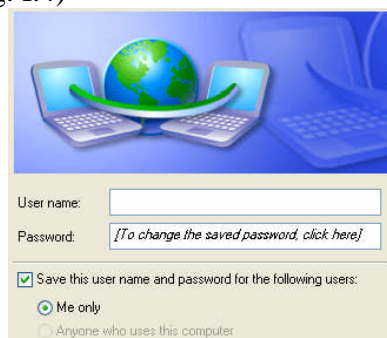 User name:
Password: [To change the saved password, click here]
Save this user name and password for the following users:
Me only
Anyone who uses this computer